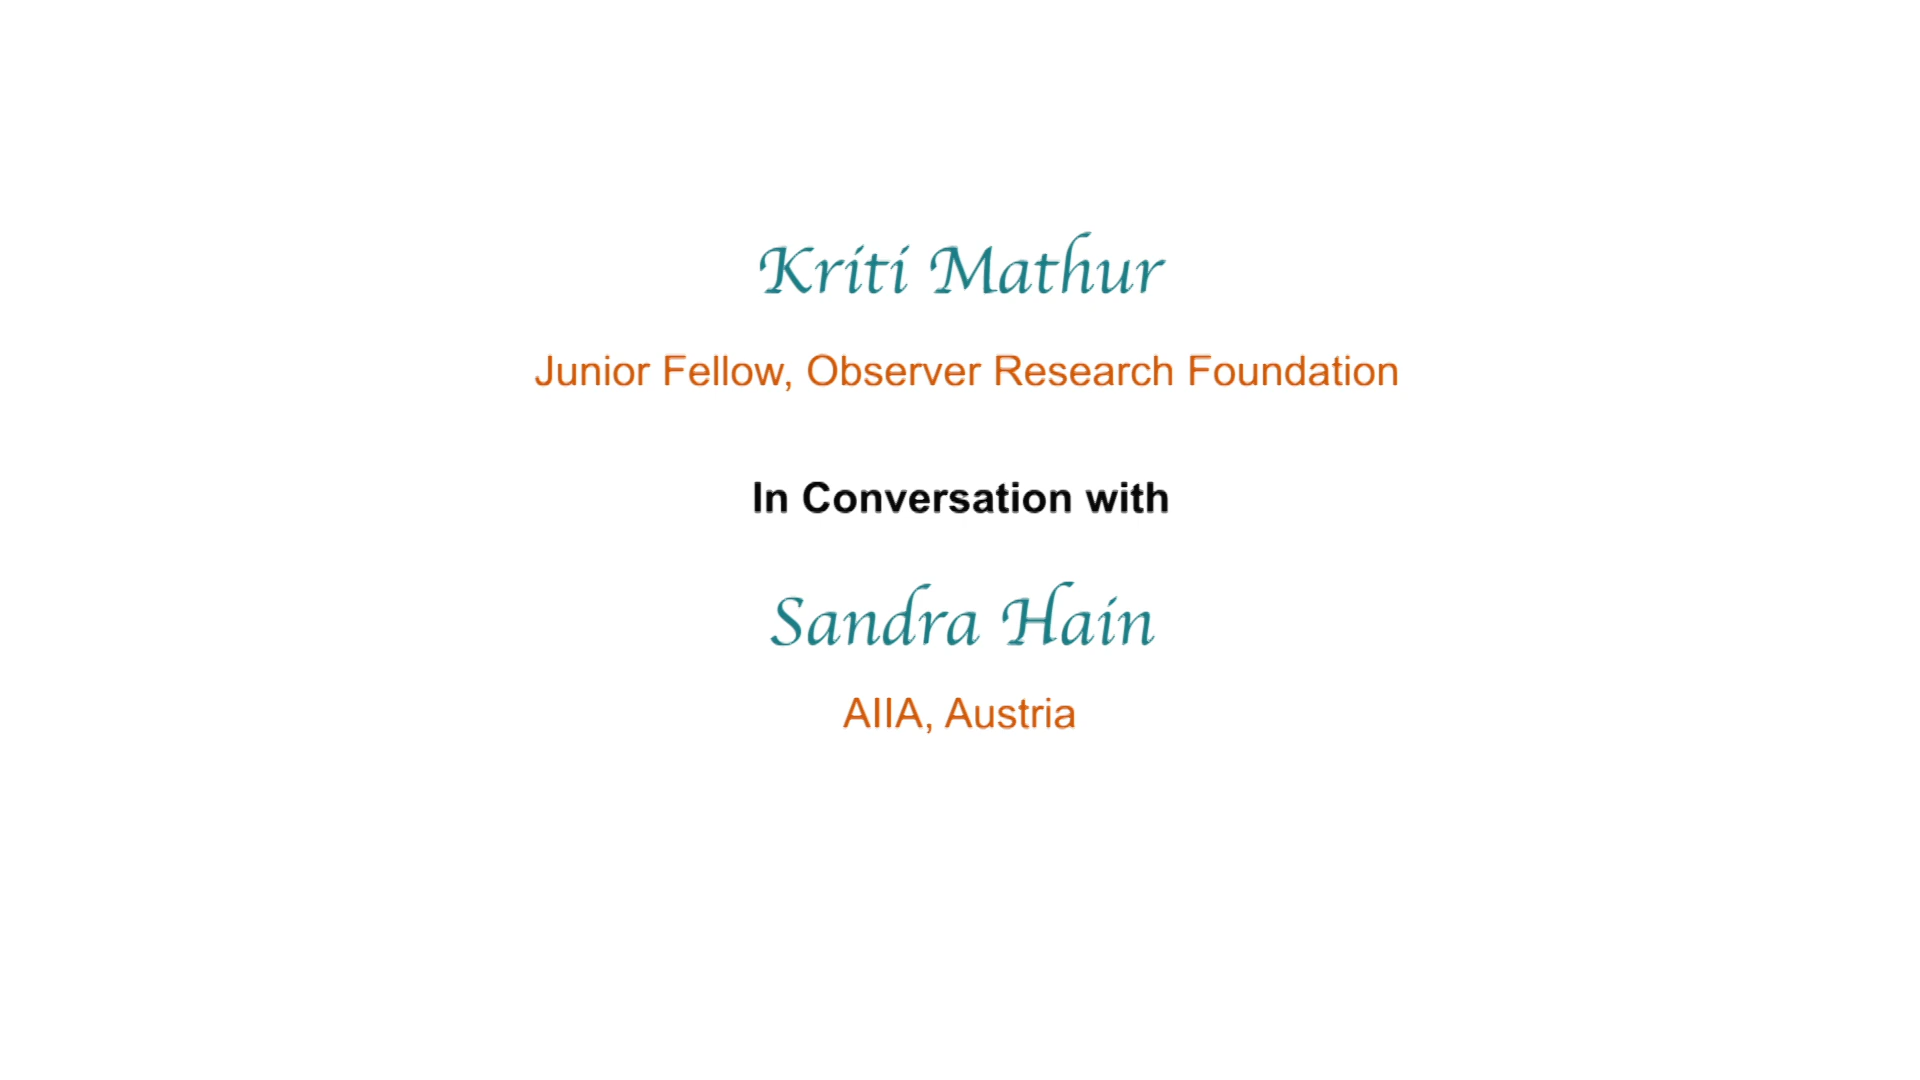 Kriti Mathur
Junior Fellow, Observer Research Foundation
In Conversation with
Sandra Hain
AIIA, Austria